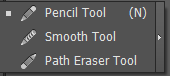 Pencil Tool (N)
Smooth Tool
Path Eraser Tool